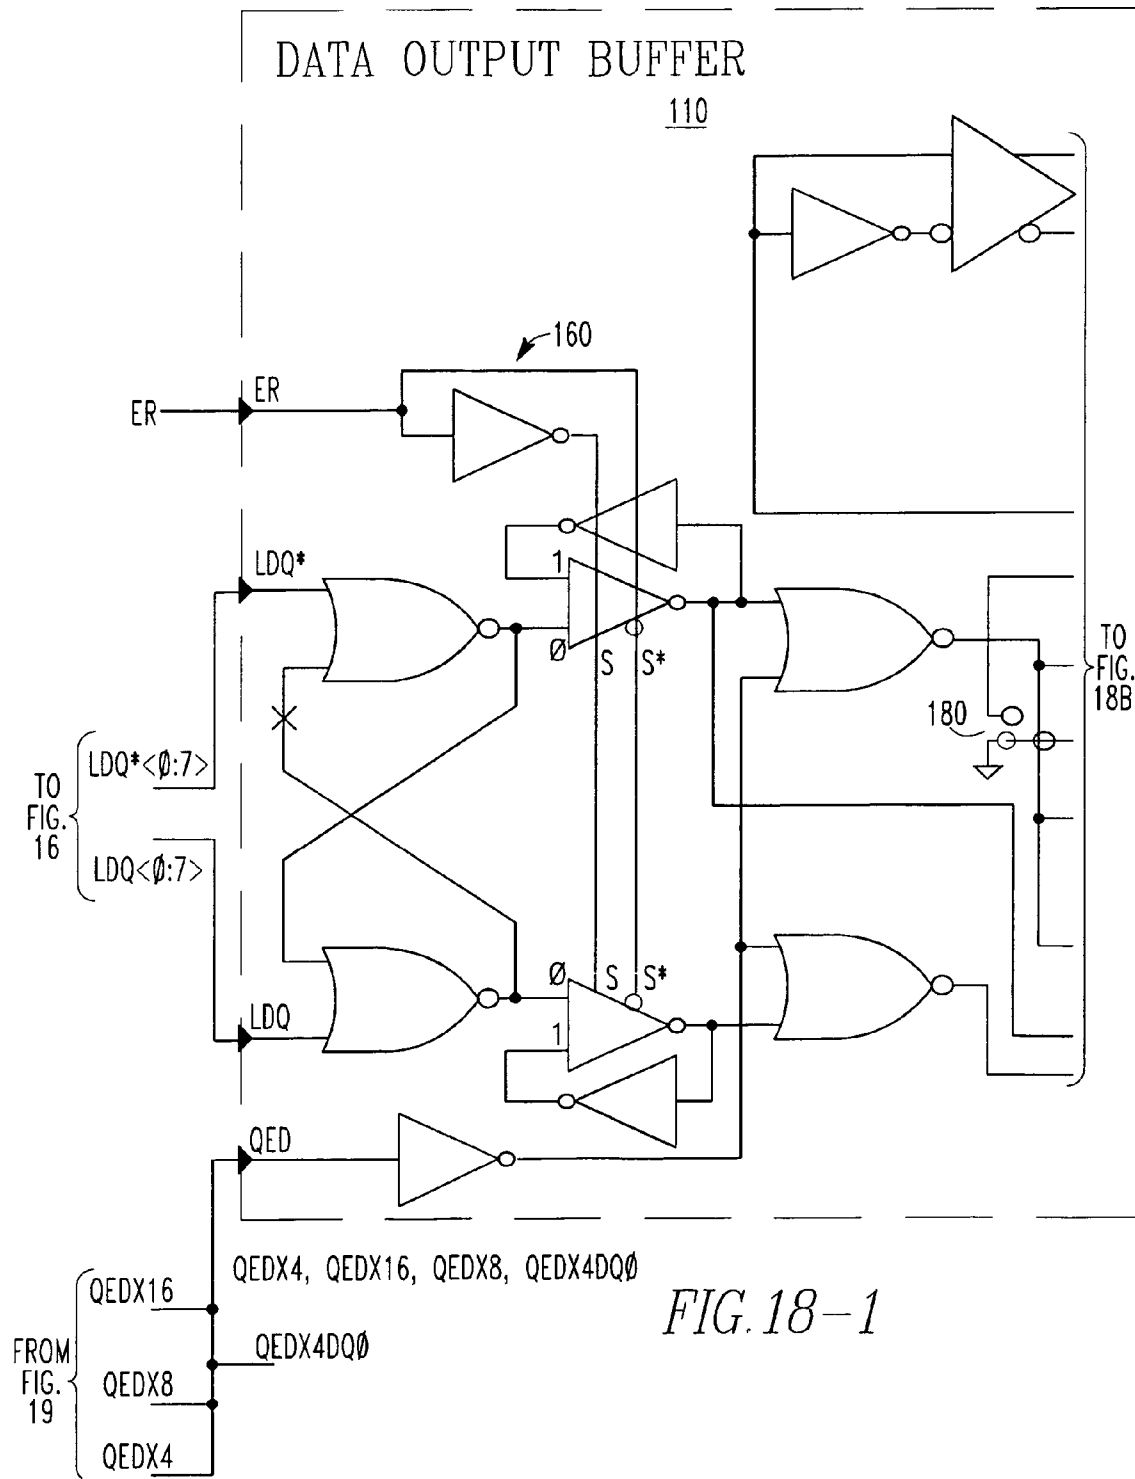 DATA OUTPUT BUFFER
110
160
ER
ER
1
LDQ*
Ø
S
S*
TO
FIG.
18B
180
LDQ*<Ø:7>
TO
FIG.
16
LDQ<Ø:7>
Ø
S
S*
LDQ
1
QED
QEDX4, QEDX16, QEDX8, QEDX4DQØ
QEDX16
FIG. 18-1
QEDX4DQØ
FROM
FIG.
19
QEDX8
QEDX4